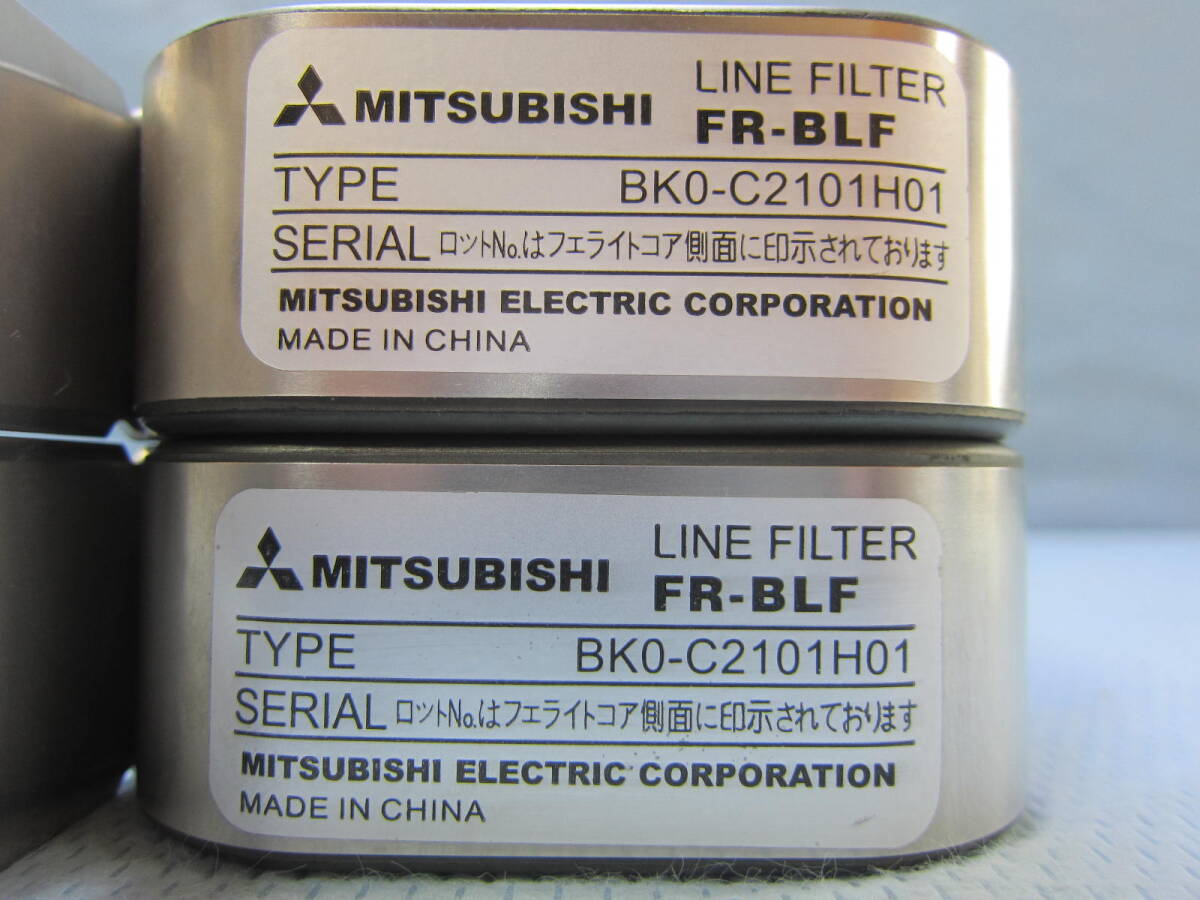 MITSUBISHI
LINE FILTER
FR-BLF
TYPE BK0-C2101H01
SERIAL ロットNo.はフェライトコア側面に印示されております
MITSUBISHI ELECTRIC CORPORATION
MADE IN CHINA
MITSUBISHI
LINE FILTER
FR-BLF
TYPE BK0-C2101H01
SERIAL ロットNo.はフェライトコア側面に印示されております
MITSUBISHI ELECTRIC CORPORATION
MADE IN CHINA